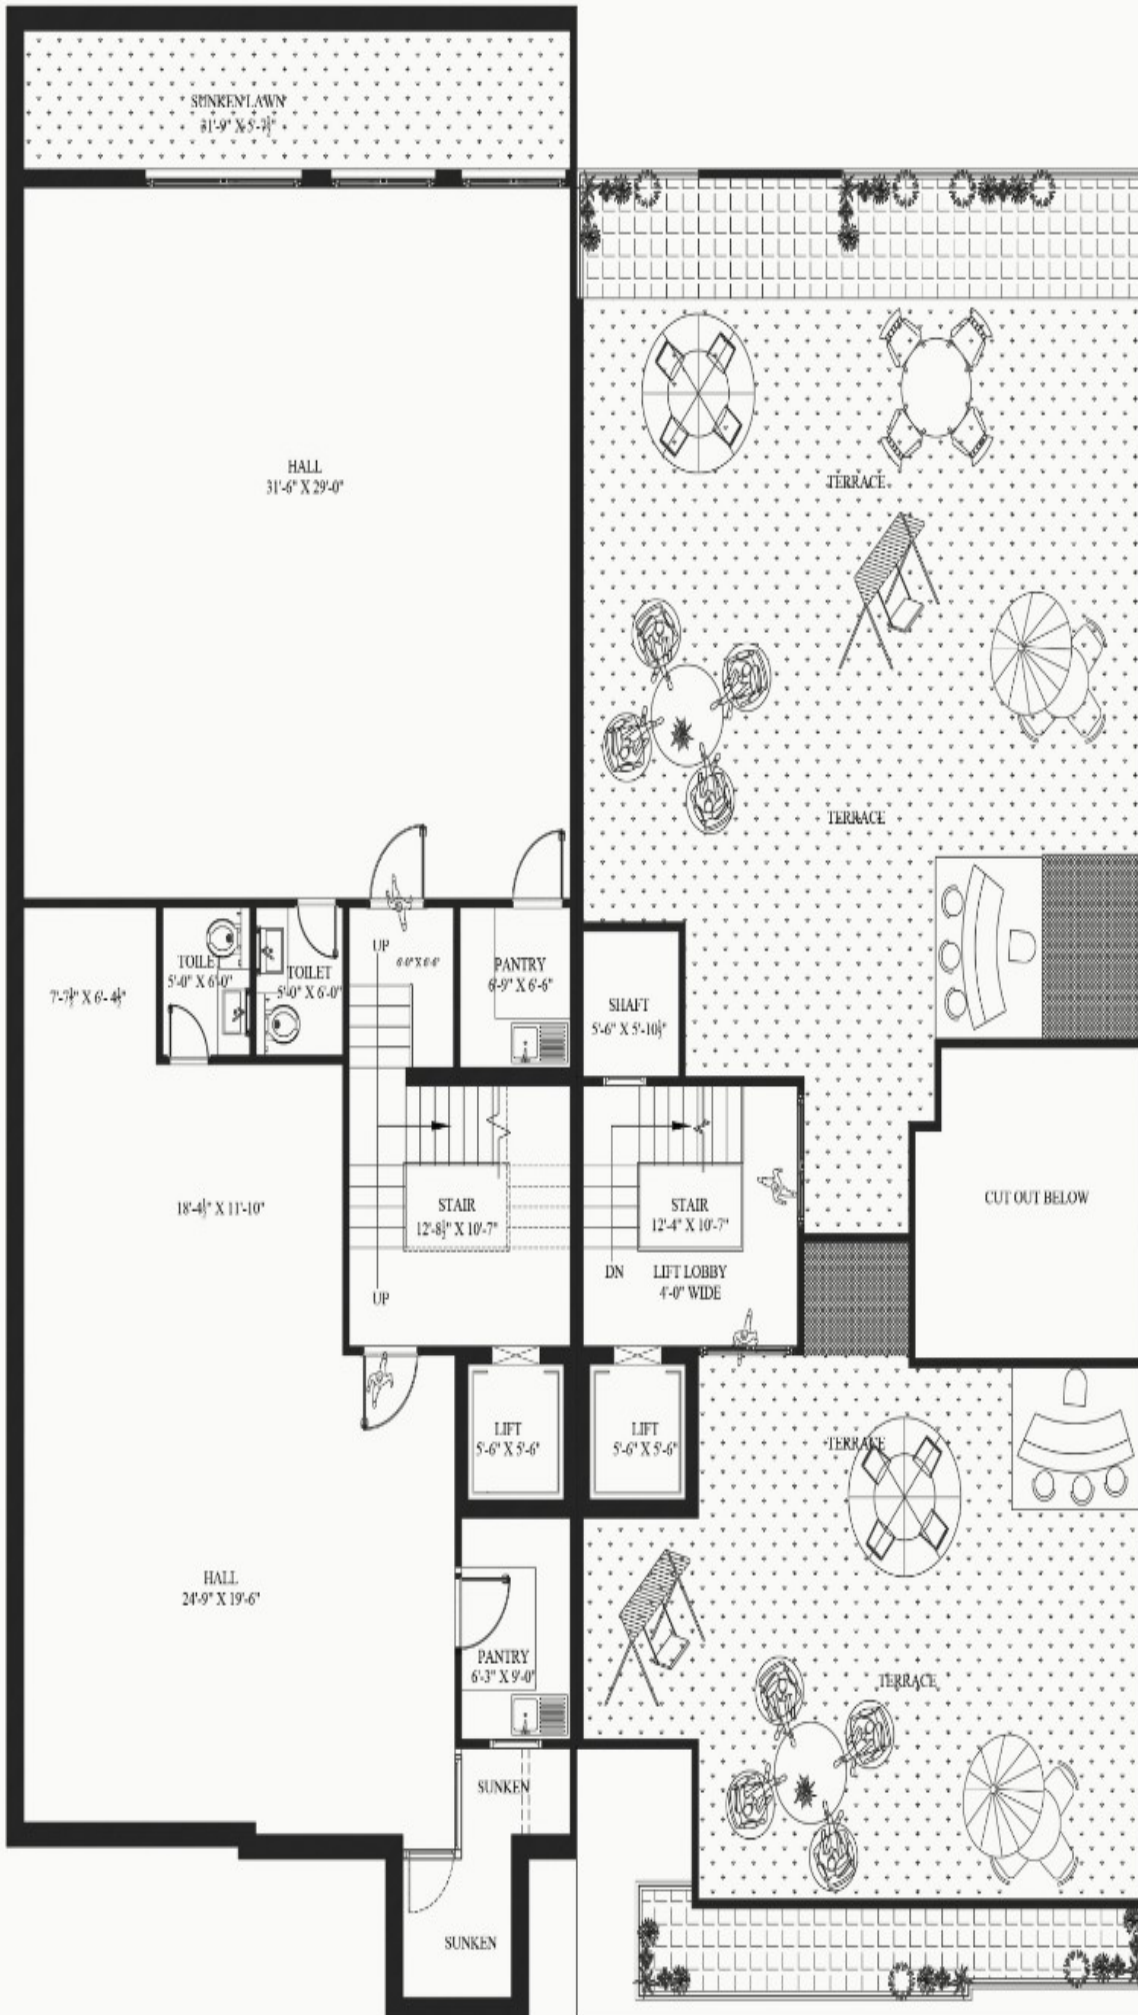 SUNKEN LAWN
31'-9" X 5'-7½"
HALL
31'-6" X 29'-0"
TERRACE
TERRACE
TOILET
5'-0" X 6'-0"
TOILET
5'-0" X 6'-0"
UP
6'-0" X 6'-6"
PANTRY
6'-9" X 6'-6"
7'-7½" X 6'-4½"
SHAFT
5'-6" X 5'-10½"
18'-4½" X 11'-10"
STAIR
12'-8½" X 10'-7"
UP
STAIR
12'-4" X 10'-7"
DN
LIFT LOBBY
4'-0" WIDE
CUT OUT BELOW
LIFT
5'-6" X 5'-6"
LIFT
5'-6" X 5'-6"
TERRACE
HALL
24'-9" X 19'-6"
PANTRY
6'-3" X 9'-0"
TERRACE
SUNKEN
SUNKEN